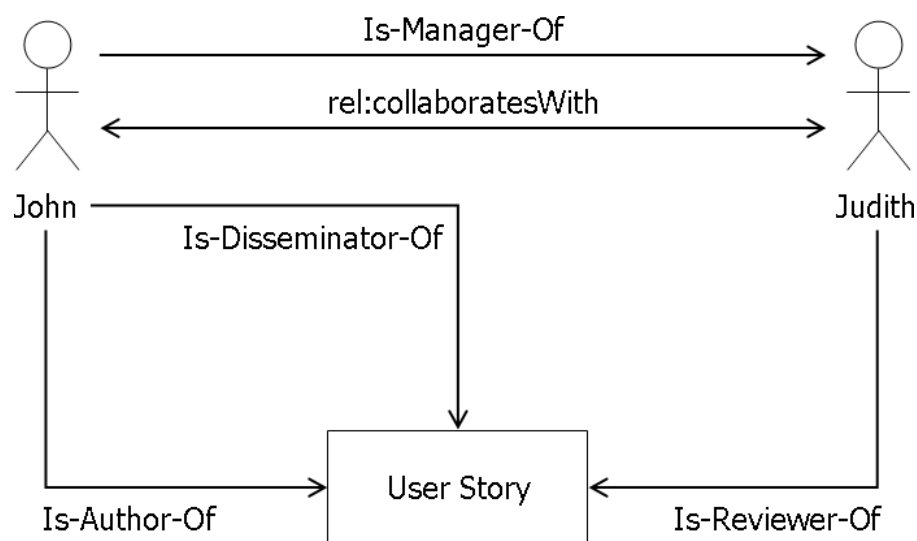 Is-Manager-Of
rel:collaboratesWith
John
Judith
Is-Disseminator-Of
User Story
Is-Author-Of
Is-Reviewer-Of